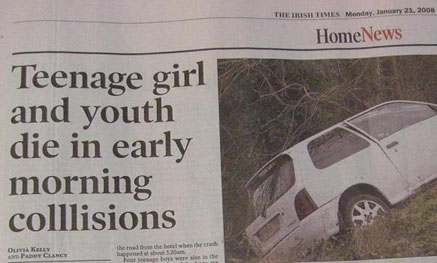 THE IRISH TIMES Monday, January 21, 2008
HomeNews
Teenage girl
and youth
die in early
morning
colllisions
OLIVIA KELLY
AND PADDY CLANCY
the road from the hotel when the crash
happened at about 3.20am.
Four teenage boys were also in the